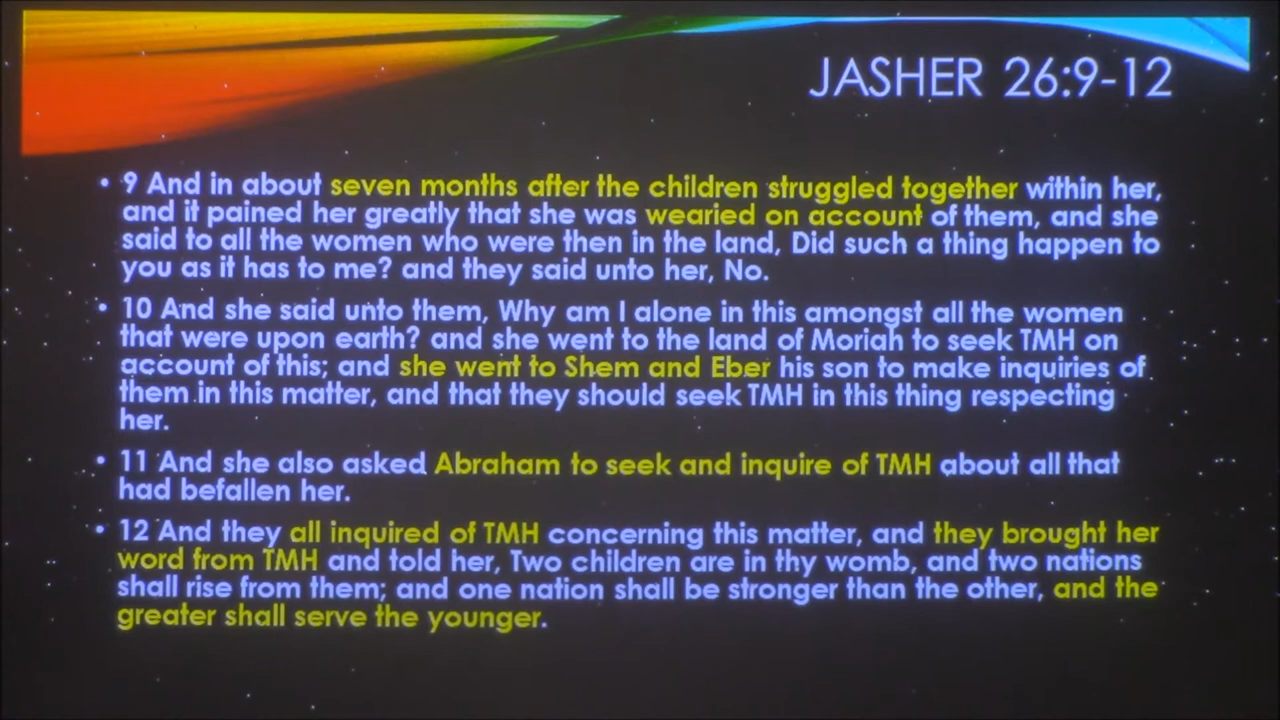 JASHER 26:9-12
• 9 And in about seven months after the children struggled together within her,
and it pained her greatly that she was wearied on account of them, and she
said to all the women who were then in the land, Did such a thing happen to
you as it has to me? and they said unto her, No.
• 10 And she said unto them, Why am I alone in this amongst all the women
that were upon earth? and she went to the land of Moriah to seek TMH on
account of this; and she went to Shem and Eber his son to make inquiries of
them in this matter, and that they should seek TMH in this thing respecting
her.
• 11 And she also asked Abraham to seek and inquire of TMH about all that
had befallen her.
• 12 And they all inquired of TMH concerning this matter, and they brought her
word from TMH and told her, Two children are in thy womb, and two nations
shall rise from them; and one nation shall be stronger than the other, and the
greater shall serve the younger.